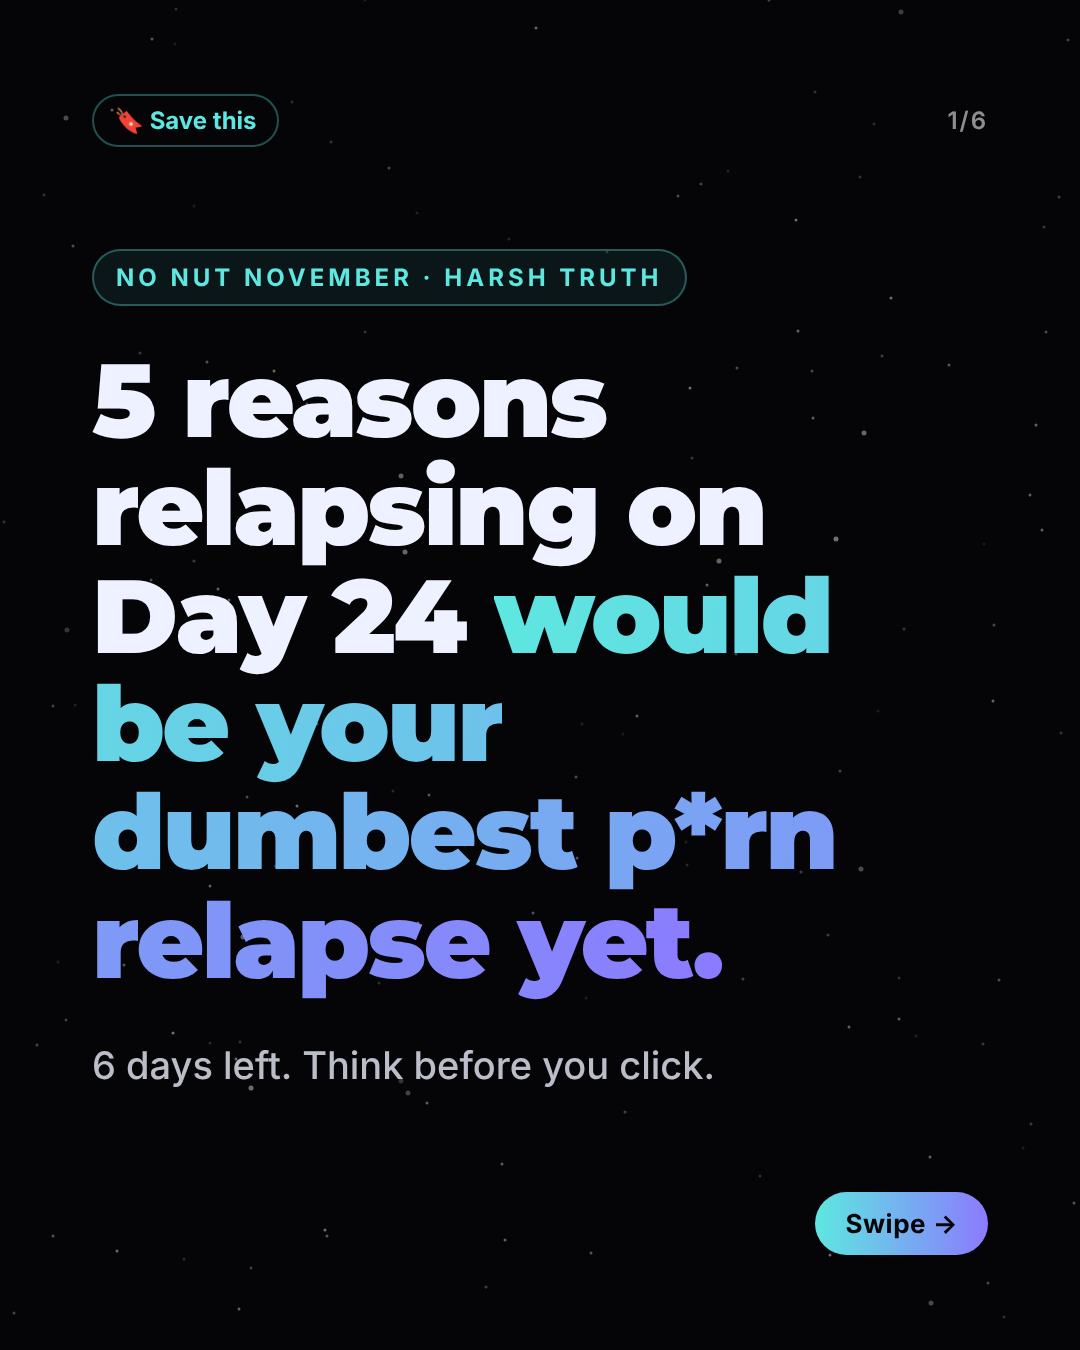 🔖 Save this
1/6
NO NUT NOVEMBER · HARSH TRUTH
5 reasons
relapsing on
Day 24 would
be your
dumbest p*rn
relapse yet.
6 days left. Think before you click.
Swipe →